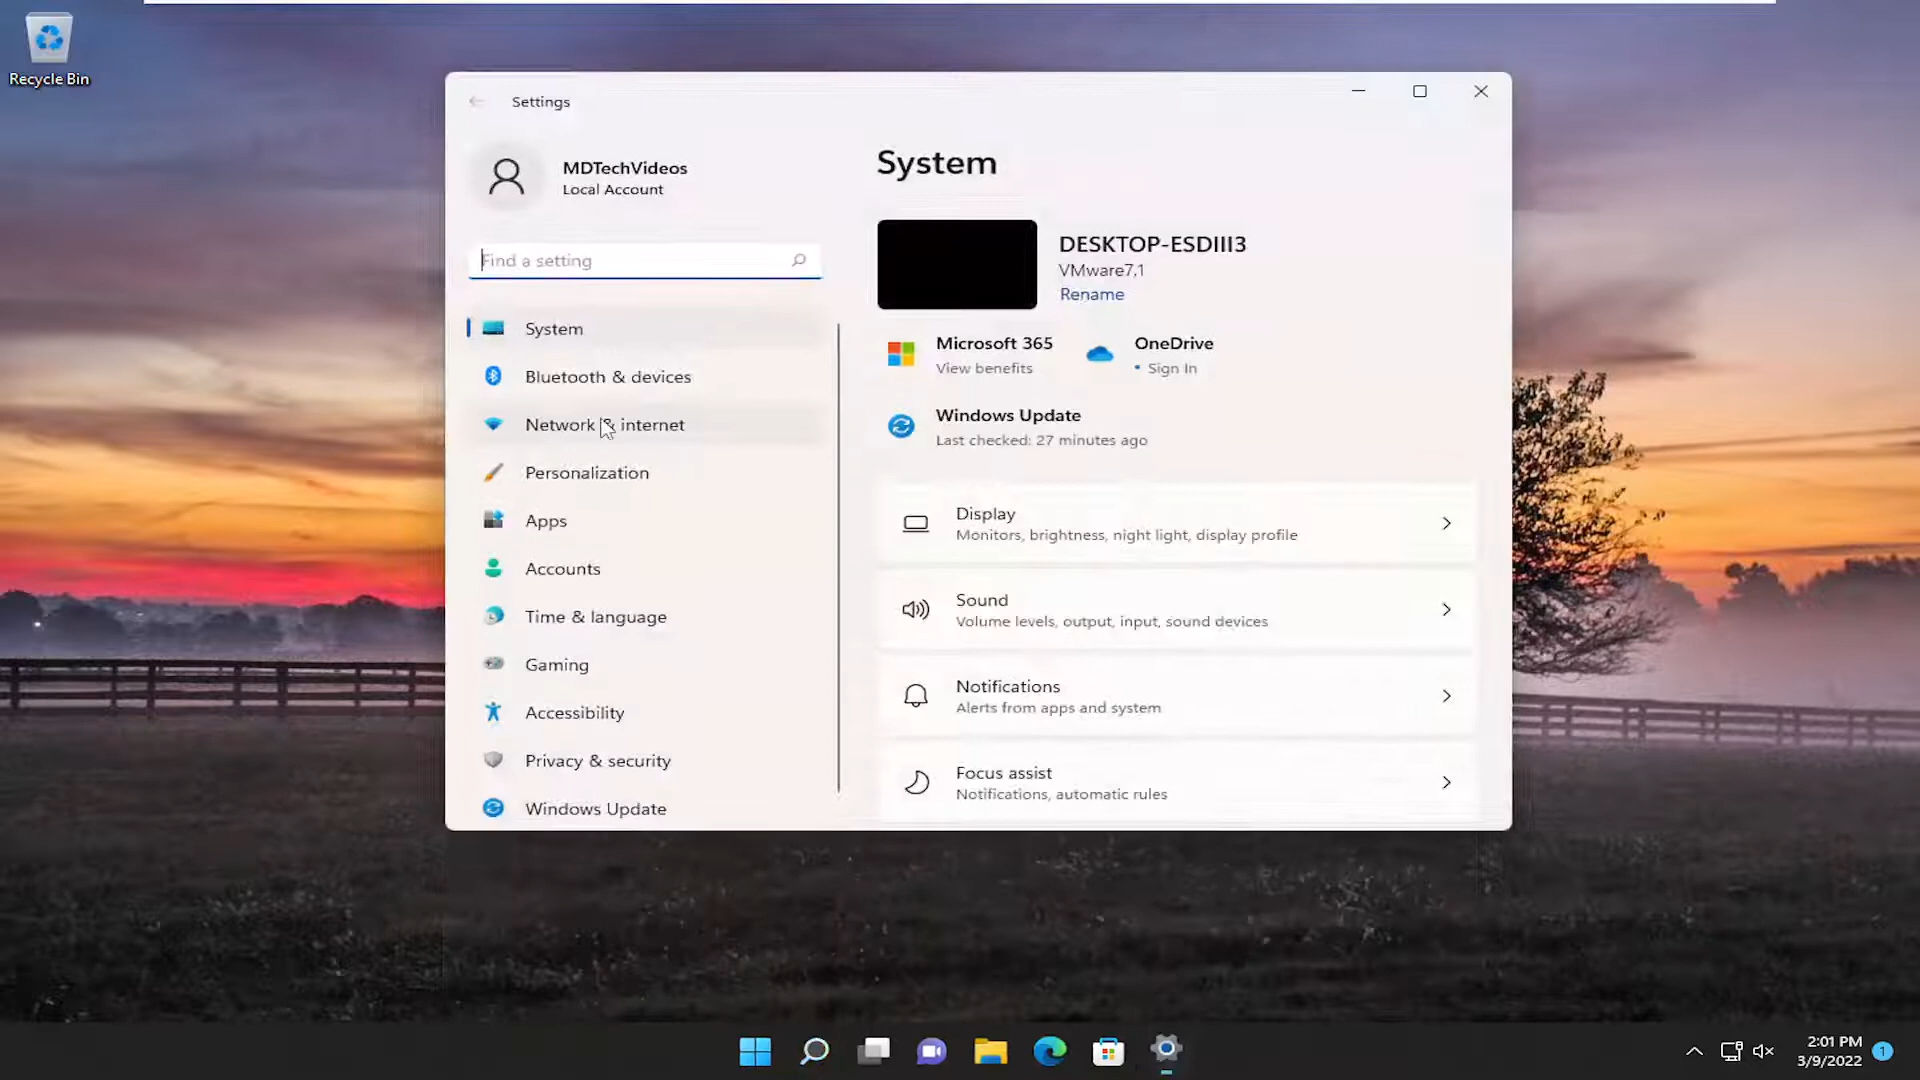 Recycle Bin
Settings
MDTechVideos
Local Account
Find a setting
System
Bluetooth & devices
Network & internet
Personalization
Apps
Accounts
Time & language
Gaming
Accessibility
Privacy & security
Windows Update
System
DESKTOP-ESDIII3
VMware7,1
Rename
Microsoft 365
View benefits
OneDrive
• Sign In
Windows Update
Last checked: 27 minutes ago
Display
Monitors, brightness, night light, display profile
Sound
Volume levels, output, input, sound devices
Notifications
Alerts from apps and system
Focus assist
Notifications, automatic rules
2:01 PM
3/9/2022
1